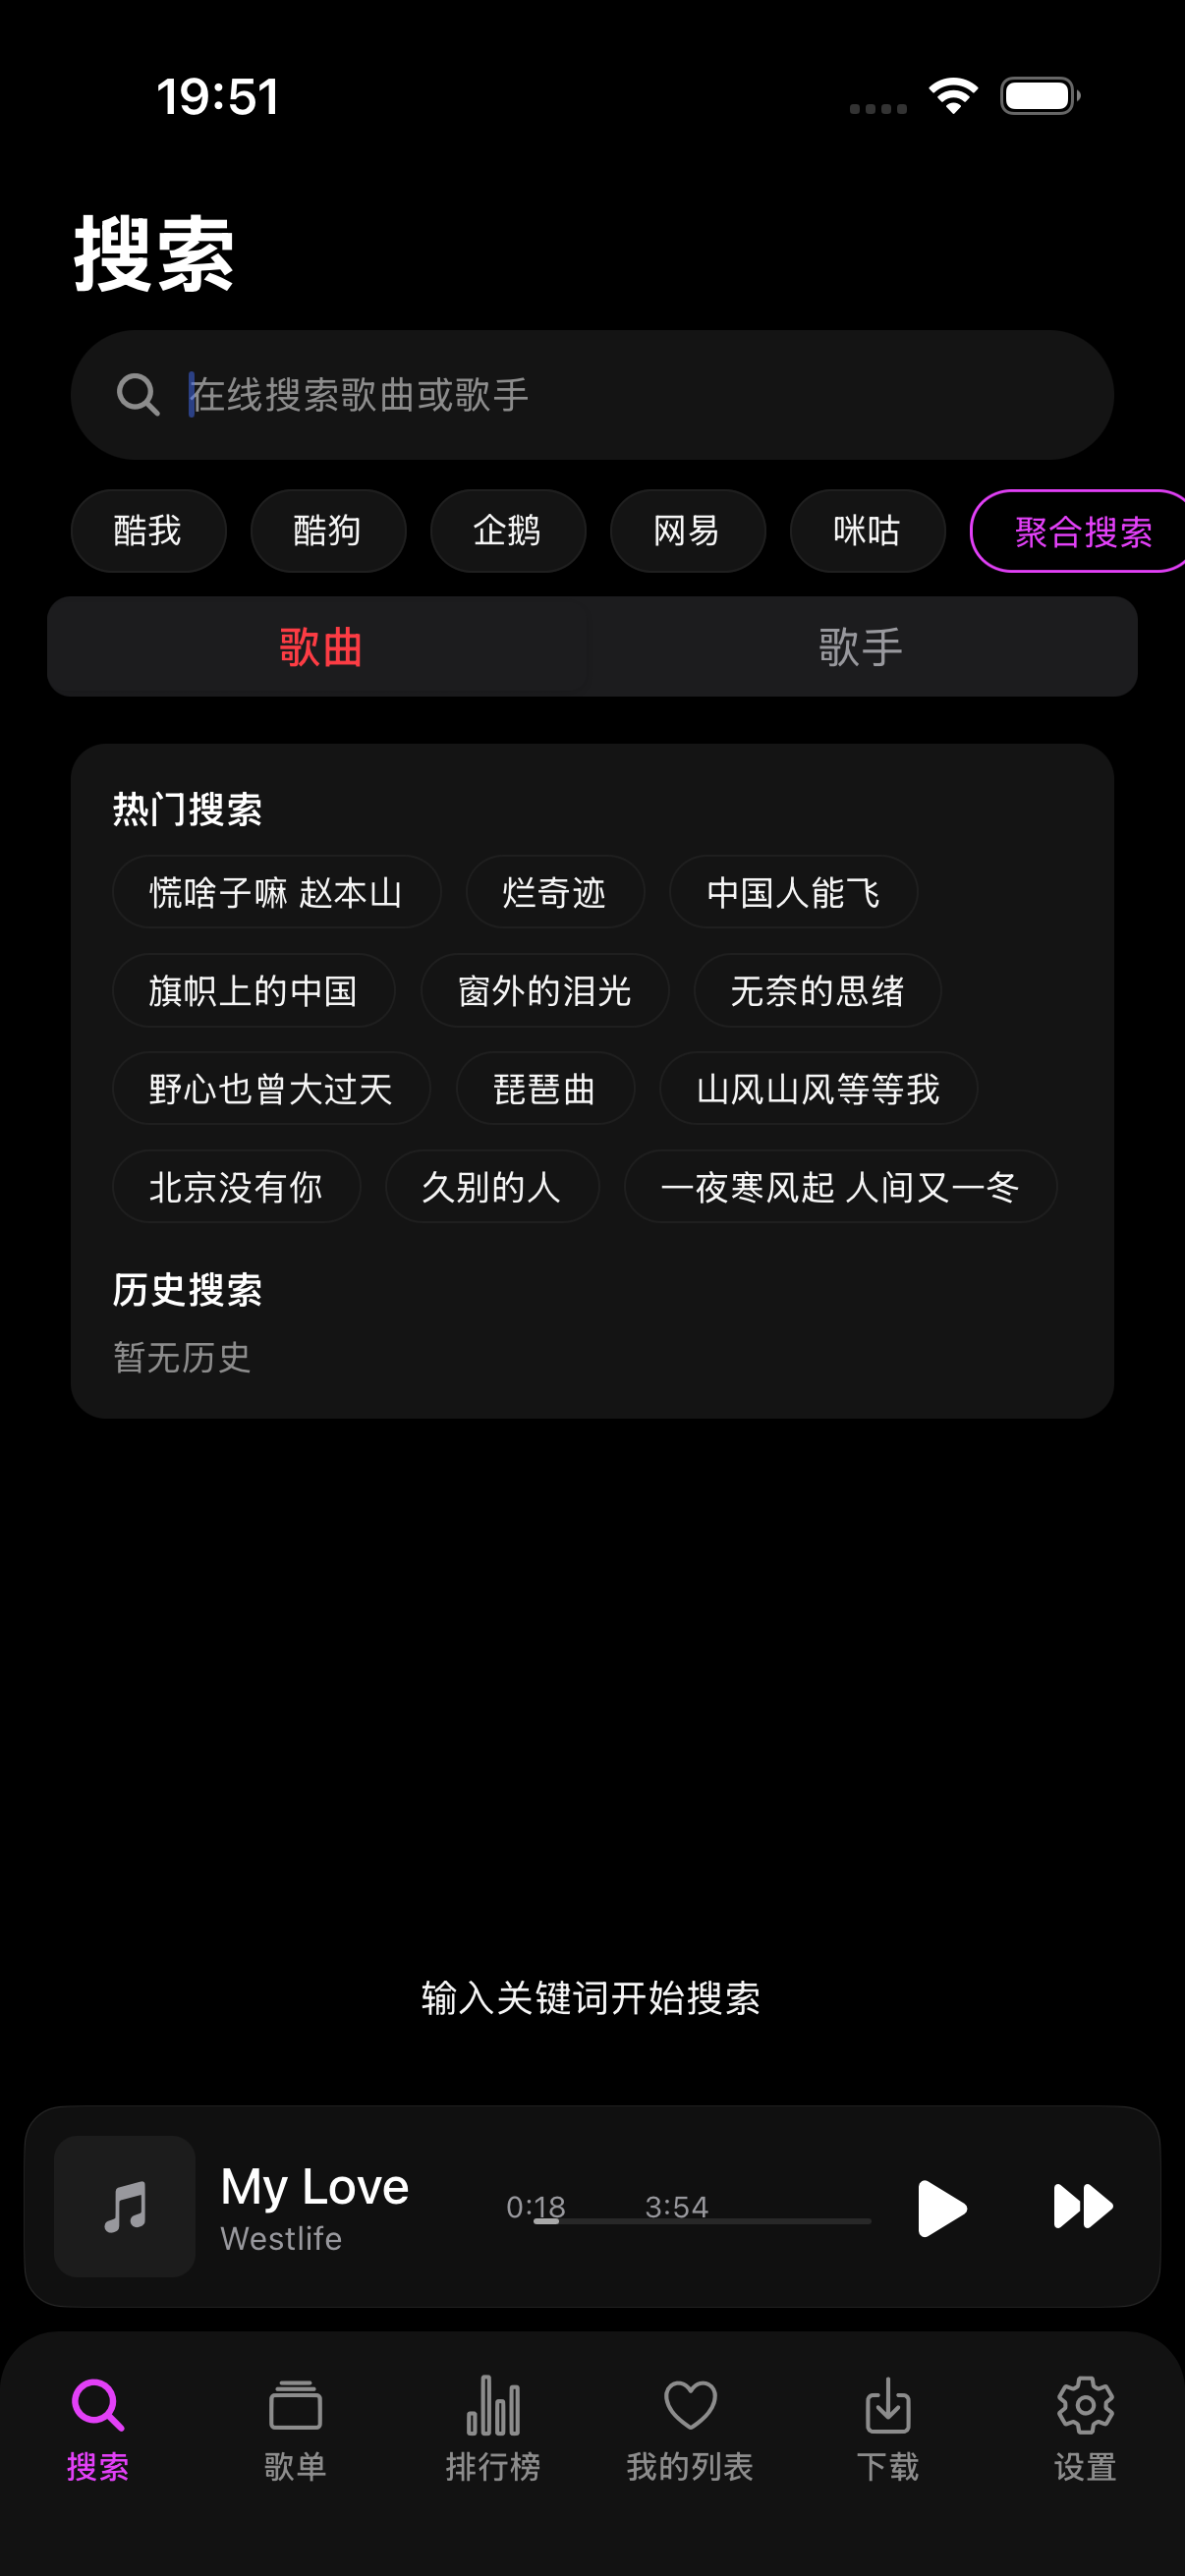 19:51
搜索
在线搜索歌曲或歌手
酷我 酷狗 企鹅 网易 咪咕 聚合搜索
歌曲 歌手
热门搜索
慌啥子嘛 赵本山 烂奇迹 中国人能飞
旗帜上的中国 窗外的泪光 无奈的思绪
野心也曾大过天 琵琶曲 山风山风等等我
北京没有你 久别的人 一夜寒风起 人间又一冬
历史搜索
暂无历史
输入关键词开始搜索
My Love
0:18 3:54
Westlife
搜索 歌单 排行榜 我的列表 下载 设置